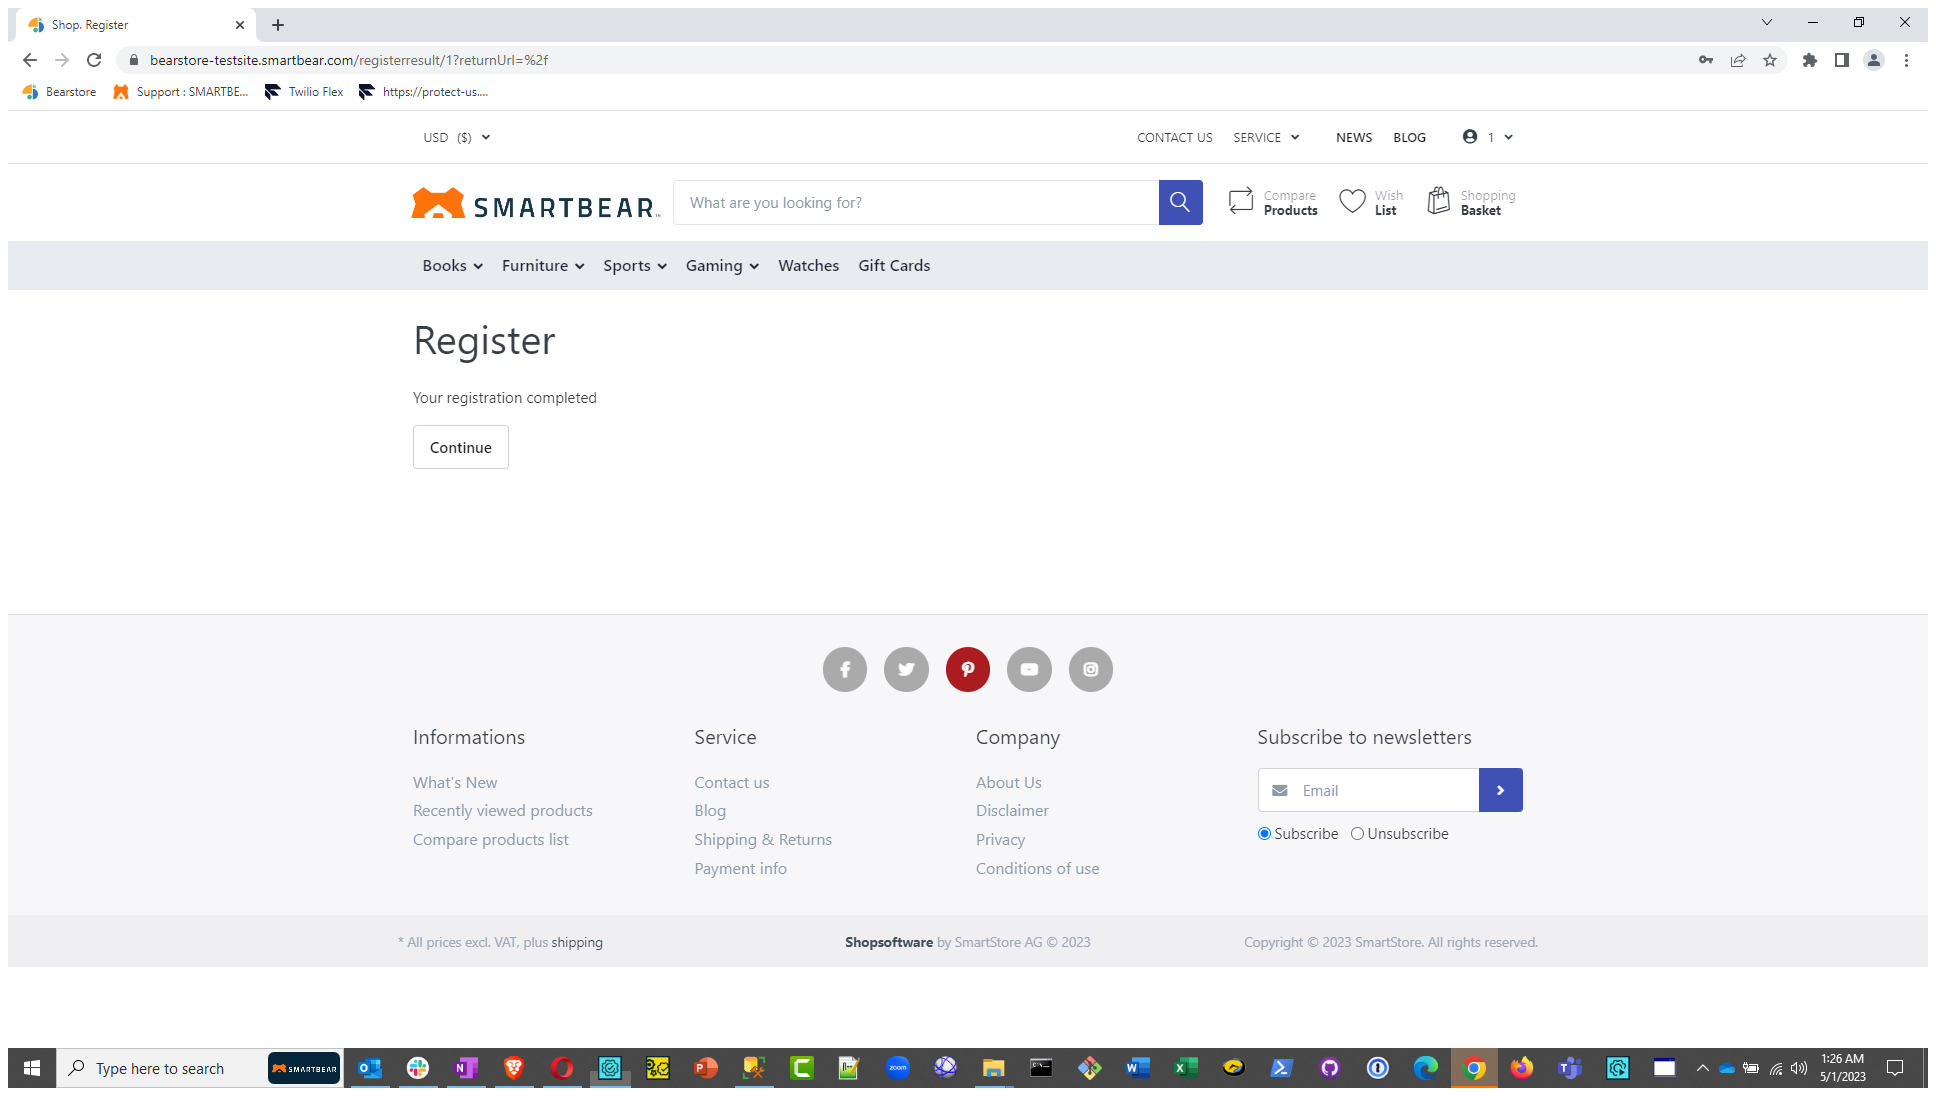 Shop. Register
bearstore-testsite.smartbear.com/registerresult/1?returnUrl=%2f
Bearstore
Support : SMARTBE...
Twilio Flex
https://protect-us....
USD ($)
CONTACT US
SERVICE
NEWS
BLOG
1
SMARTBEAR
What are you looking for?
Compare
Products
Wish
List
Shopping
Basket
Books
Furniture
Sports
Gaming
Watches
Gift Cards
Register
Your registration completed
Continue
Informations
What's New
Recently viewed products
Compare products list
Service
Contact us
Blog
Shipping & Returns
Payment info
Company
About Us
Disclaimer
Privacy
Conditions of use
Subscribe to newsletters
Email
Subscribe
Unsubscribe
* All prices excl. VAT, plus shipping
Shopsoftware by SmartStore AG © 2023
Copyright © 2023 SmartStore. All rights reserved.
Type here to search
SMARTBEAR
zoom
1:26 AM
5/1/2023